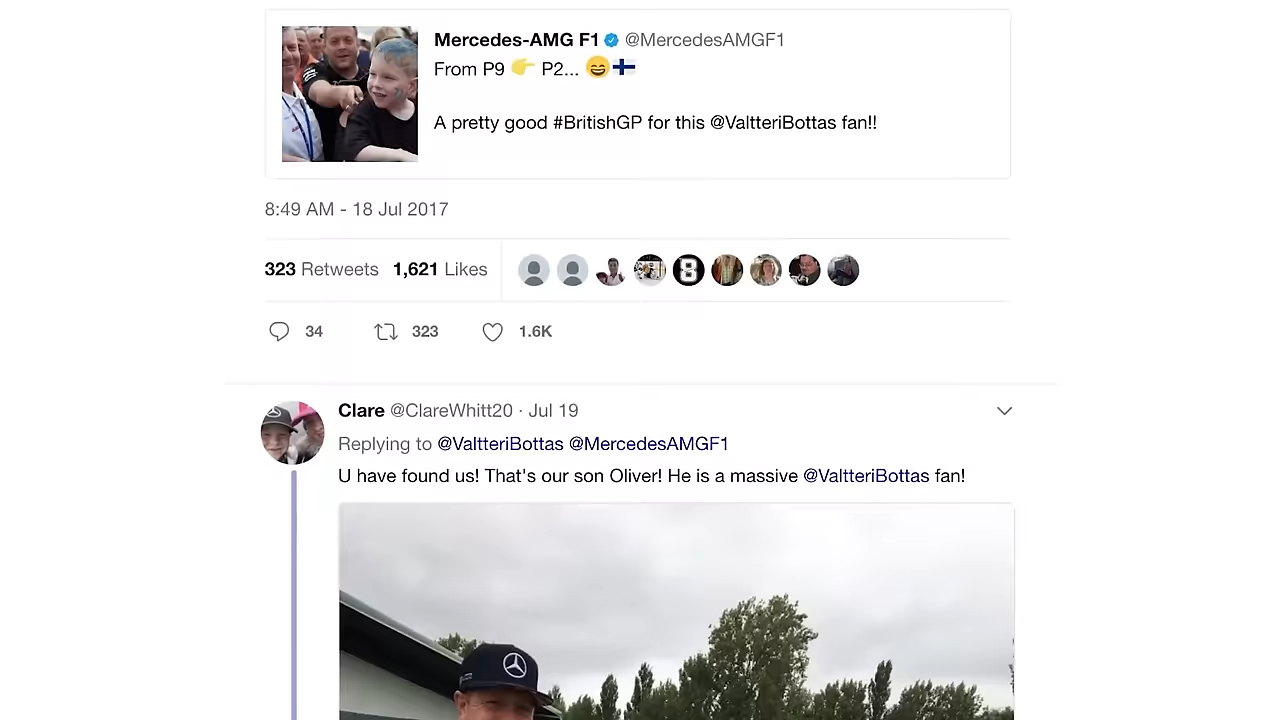 Mercedes-AMG F1 @MercedesAMGF1
From P9 👉 P2... 😄🇫🇮
A pretty good #BritishGP for this @ValtteriBottas fan!!
8:49 AM - 18 Jul 2017
323 Retweets 1,621 Likes
8
34 323 1.6K
Clare @ClareWhitt20 · Jul 19
Replying to @ValtteriBottas @MercedesAMGF1
U have found us! That's our son Oliver! He is a massive @ValtteriBottas fan!